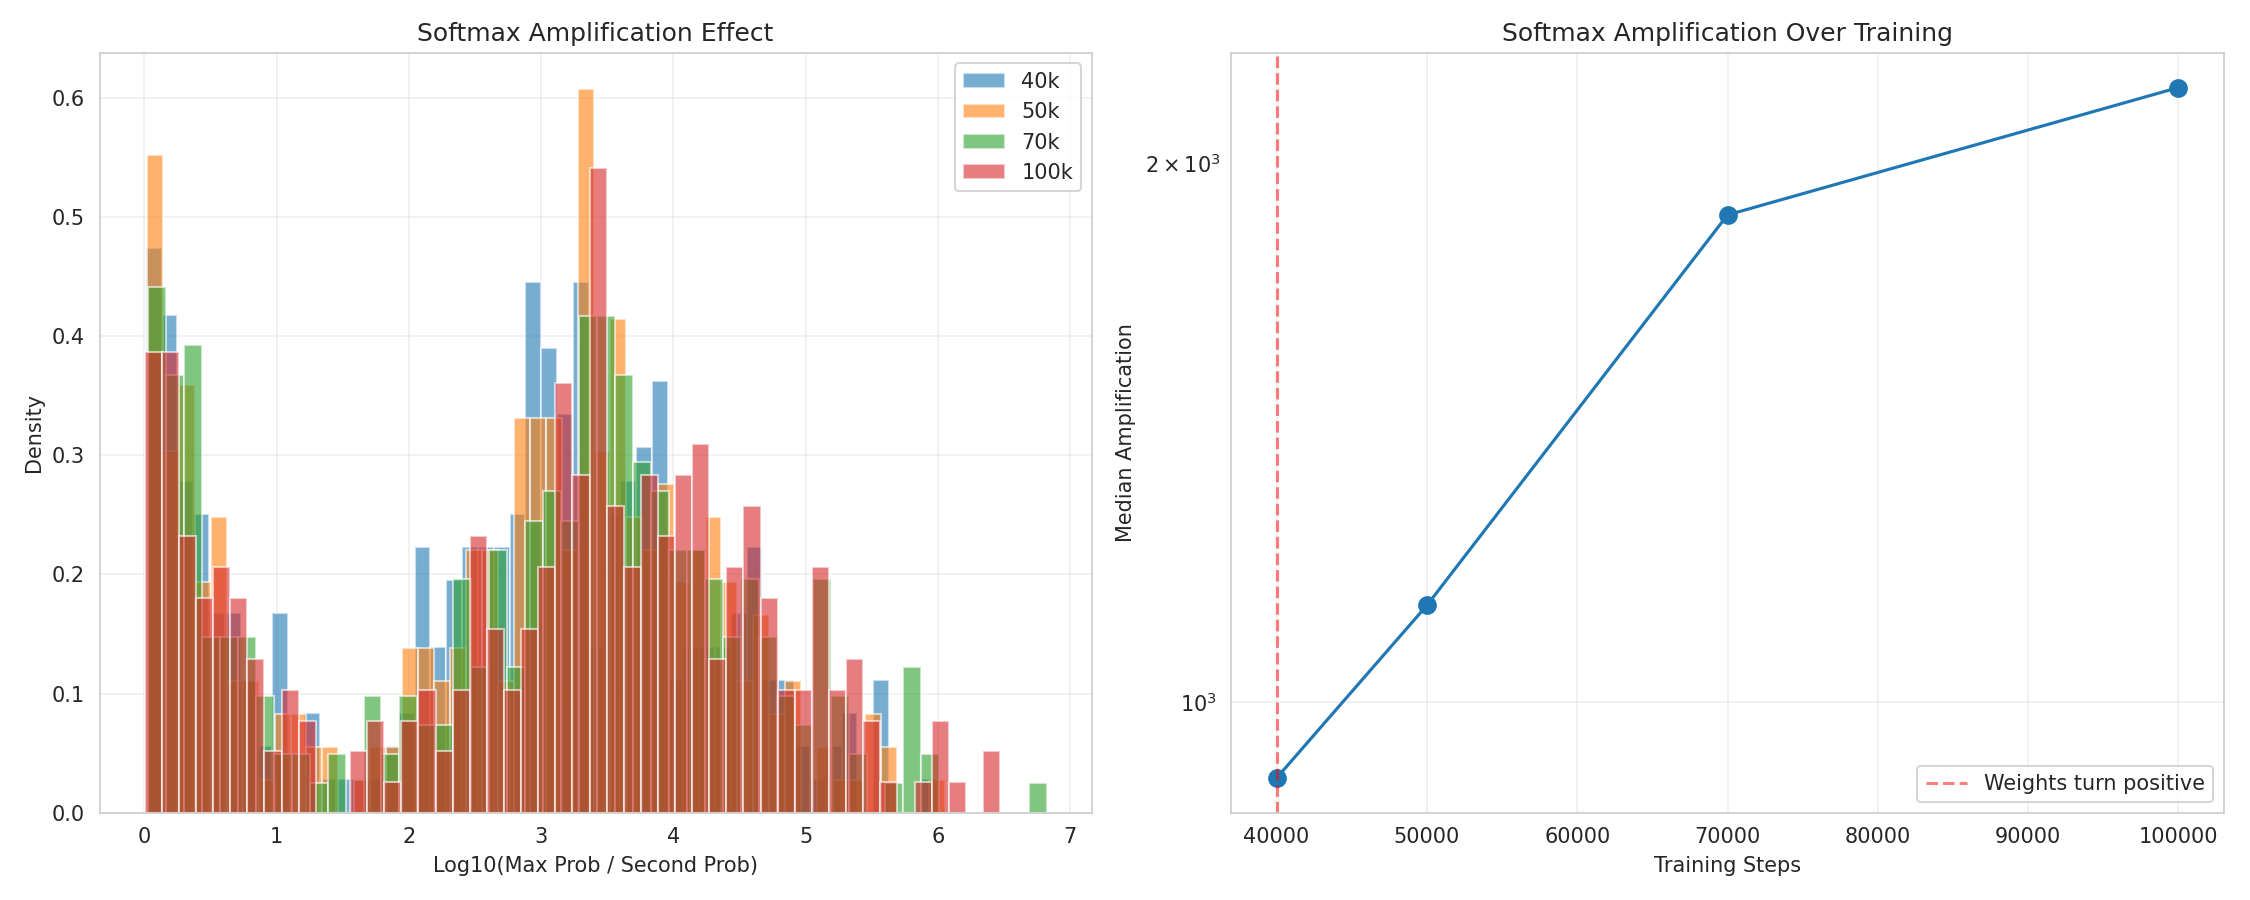 Softmax Amplification Effect
Density
0.6
0.5
0.4
0.3
0.2
0.1
0.0
0 1 2 3 4 5 6 7
Log10(Max Prob / Second Prob)
40k
50k
70k
100k
Softmax Amplification Over Training
Median Amplification
2 × 10³
10³
40000 50000 60000 70000 80000 90000 100000
Training Steps
Weights turn positive